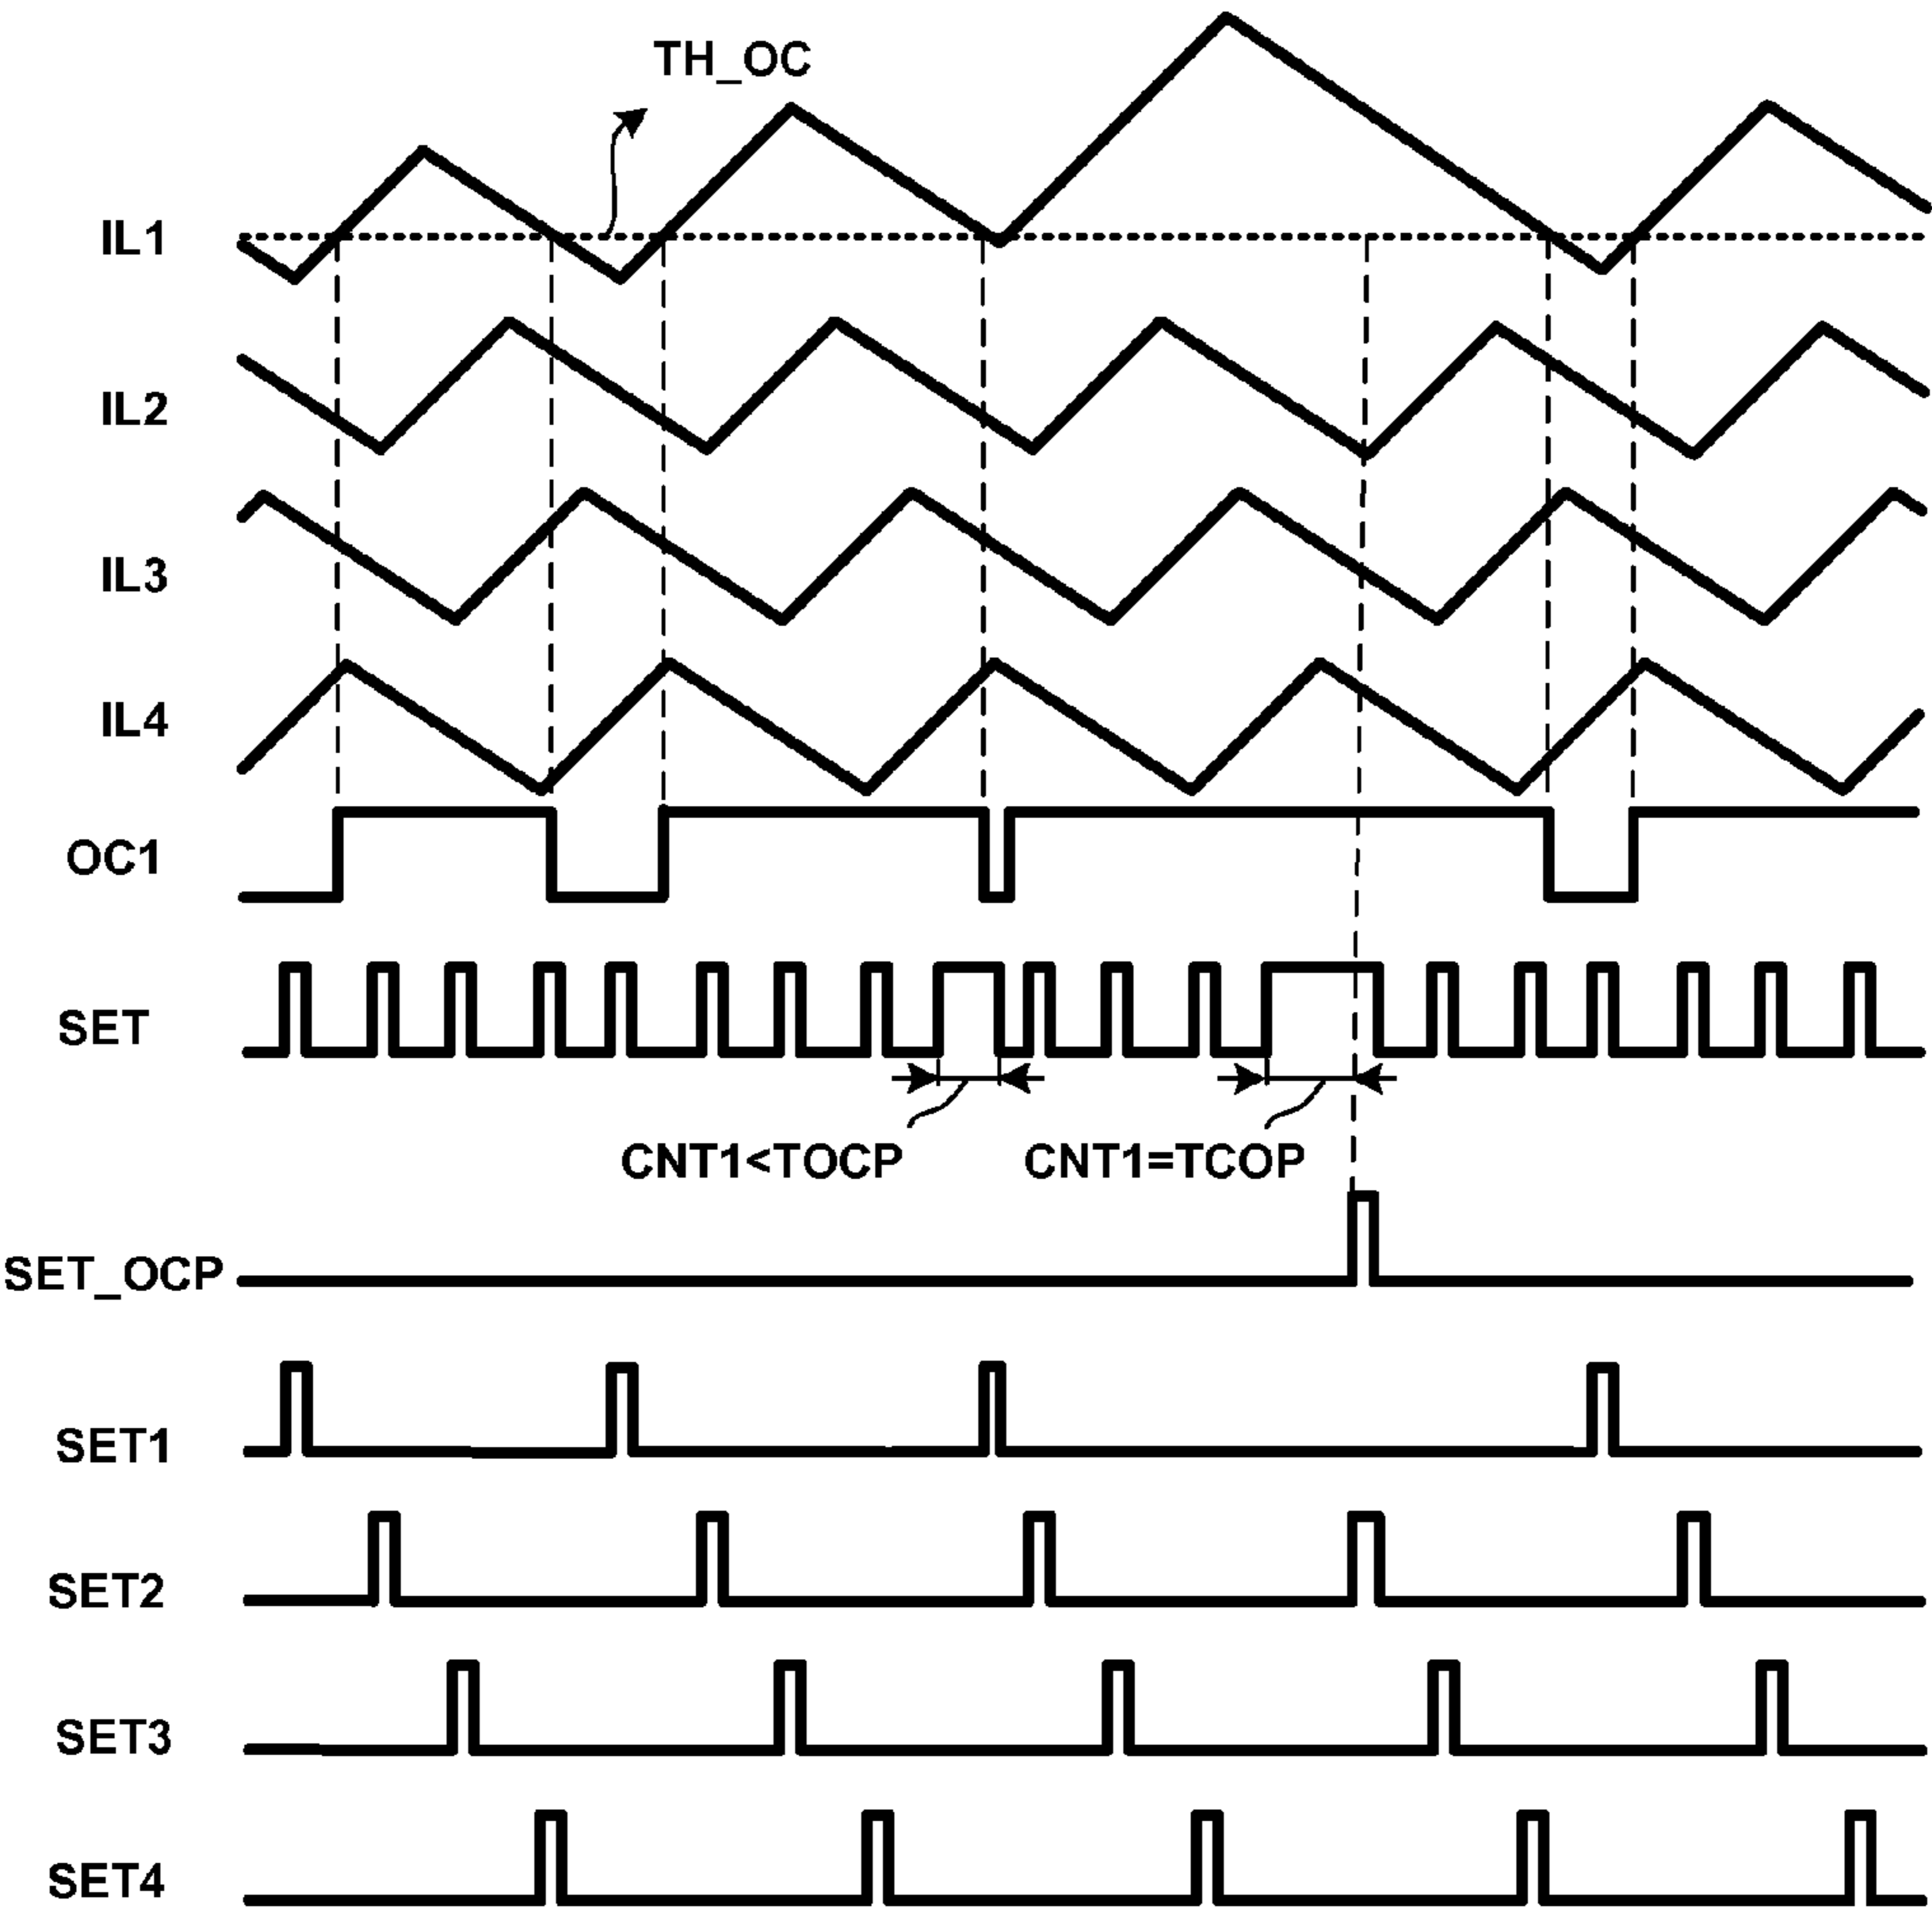 TH_OC
IL1
IL2
IL3
IL4
OC1
SET
CNT1<TOCP
CNT1=TCOP
SET_OCP
SET1
SET2
SET3
SET4